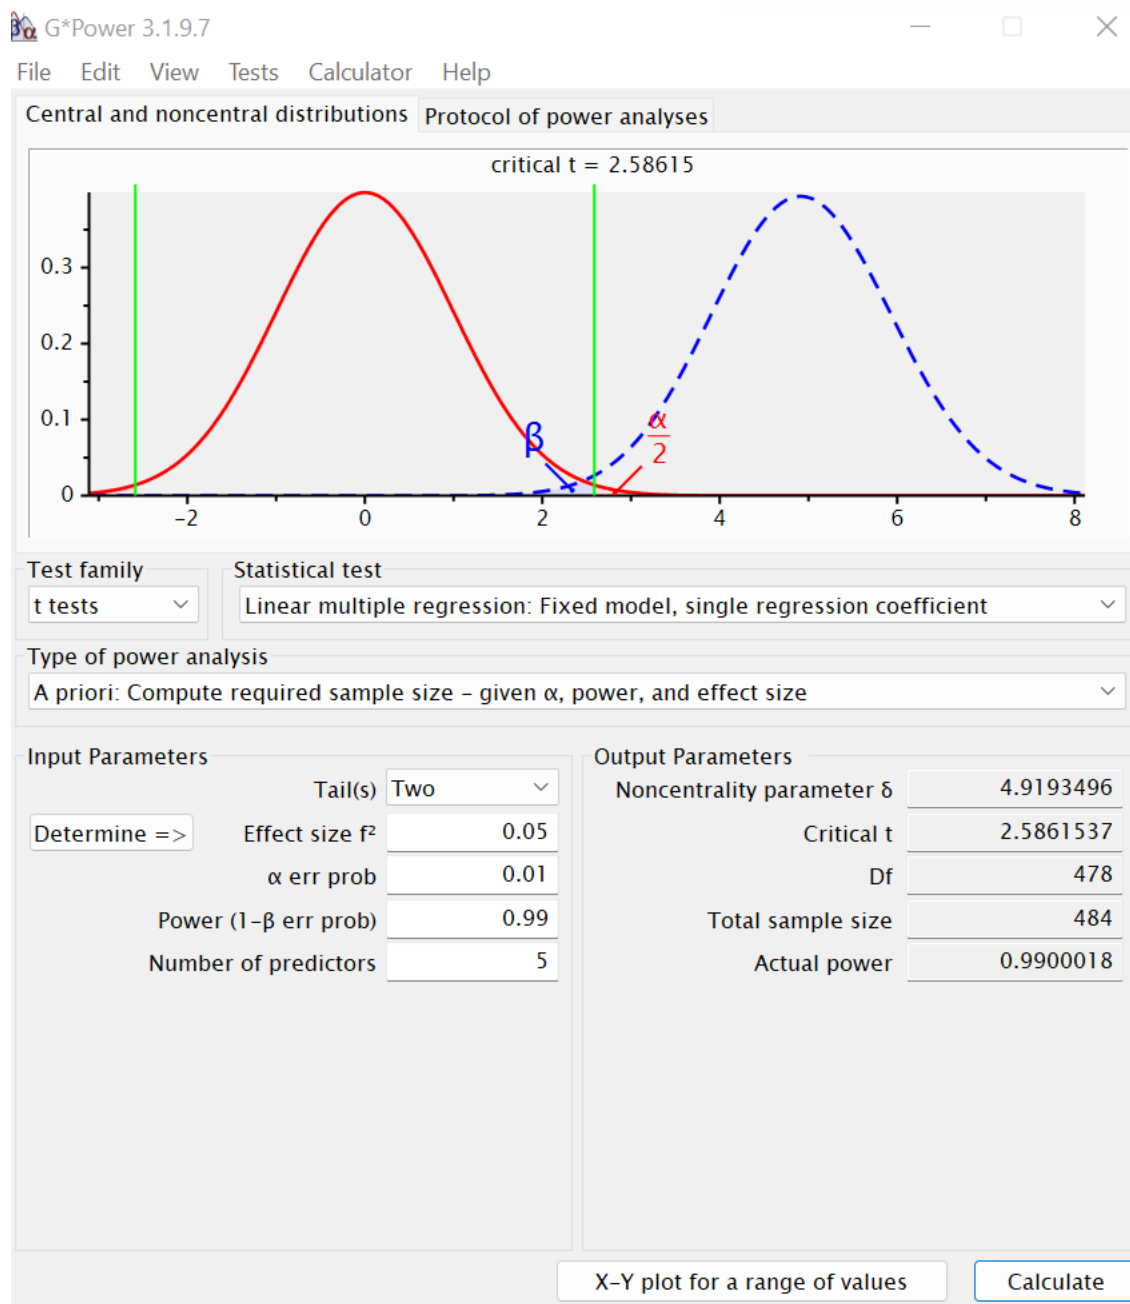 βα G*Power 3.1.9.7
File Edit View Tests Calculator Help
Central and noncentral distributions Protocol of power analyses
critical t = 2.58615
0.3
0.2
0.1
0
β
α
2
−2 0 2 4 6 8
Test family Statistical test
t tests Linear multiple regression: Fixed model, single regression coefficient
Type of power analysis
A priori: Compute required sample size – given α, power, and effect size
Input Parameters Output Parameters
Tail(s) Two Noncentrality parameter δ 4.9193496
Determine => Effect size f² 0.05 Critical t 2.5861537
α err prob 0.01 Df 478
Power (1–β err prob) 0.99 Total sample size 484
Number of predictors 5 Actual power 0.9900018
X–Y plot for a range of values Calculate